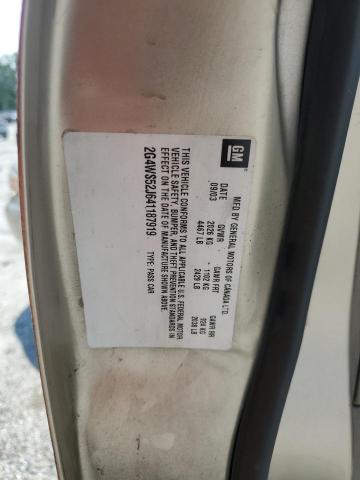 GM
MFD BY GENERAL MOTORS OF CANADA LTD.
DATE GVWR GAWR FRT GAWR RR
09/03 2026 KG 1102 KG 924 KG
4467 LB 2429 LB 2038 LB
THIS VEHICLE CONFORMS TO ALL APPLICABLE U.S. FEDERAL MOTOR
VEHICLE SAFETY, BUMPER, AND THEFT PREVENTION STANDARDS IN
EFFECT ON THE DATE OF MANUFACTURE SHOWN ABOVE.
2G4WS52J641187919 TYPE: PASS CAR